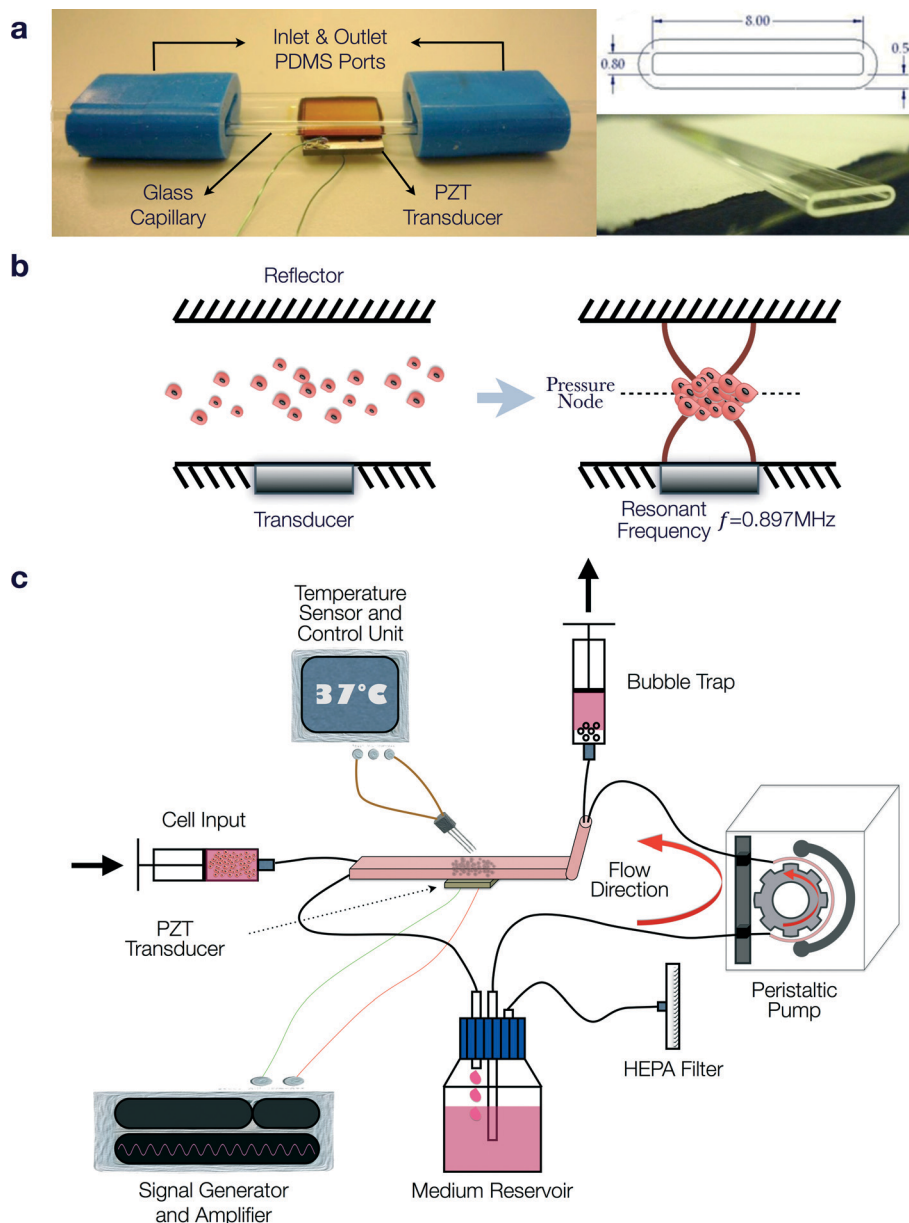 a
Inlet & Outlet
PDMS Ports
Glass
Capillary
PZT
Transducer
8.00
0.80
0.5
b
Reflector
Transducer
Pressure
Node
Resonant
Frequency
f=0.897MHz
c
Temperature
Sensor and
Control Unit
37°C
Bubble Trap
Cell Input
Flow
Direction
PZT
Transducer
Peristaltic
Pump
HEPA Filter
Signal Generator
and Amplifier
Medium Reservoir